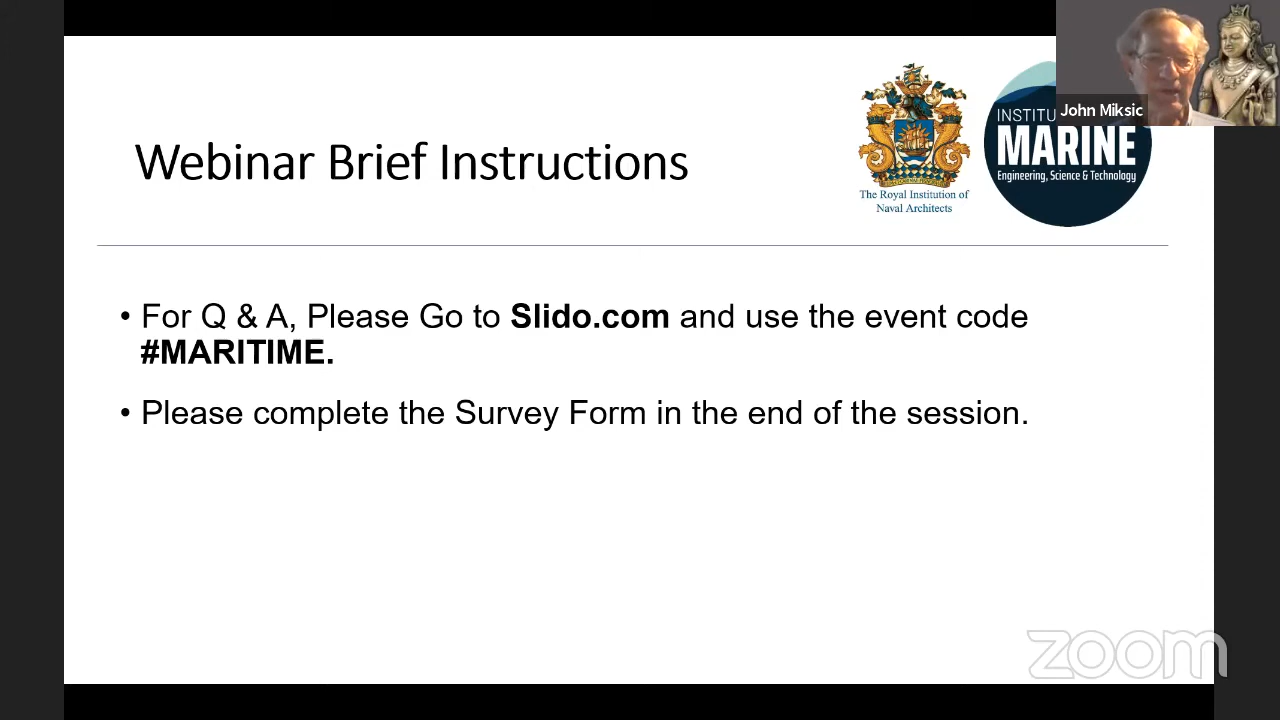 John Miksic
INSTITU
MARINE
Engineering, Science & Technology
The Royal Institution of
Naval Architects
Webinar Brief Instructions
• For Q & A, Please Go to Slido.com and use the event code
#MARITIME.
• Please complete the Survey Form in the end of the session.
zoom